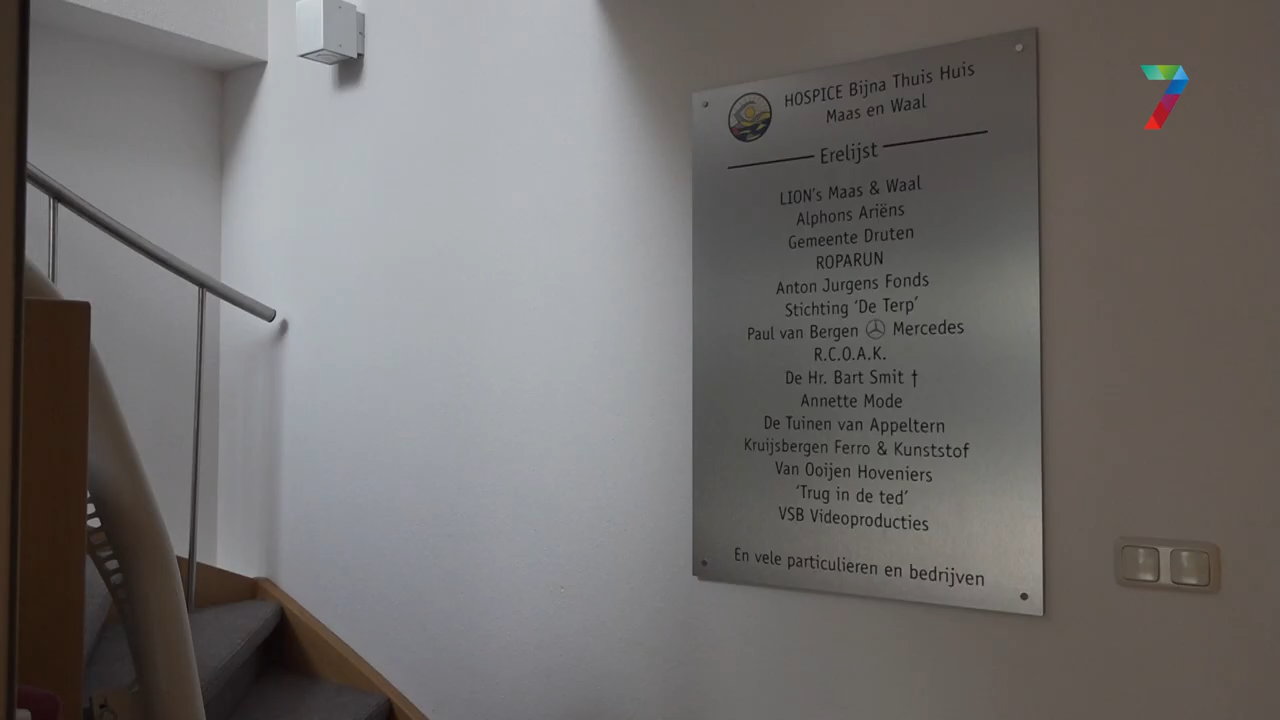 HOSPICE Bijna Thuis Huis
Maas en Waal
Erelijst
LION's Maas & Waal
Alphons Ariëns
Gemeente Druten
ROPARUN
Anton Jurgens Fonds
Stichting 'De Terp'
Paul van Bergen Mercedes
R.C.O.A.K.
De Hr. Bart Smit †
Annette Mode
De Tuinen van Appeltern
Kruijsbergen Ferro & Kunststof
Van Ooijen Hoveniers
'Trug in de ted'
VSB Videoproducties
En vele particulieren en bedrijven
7